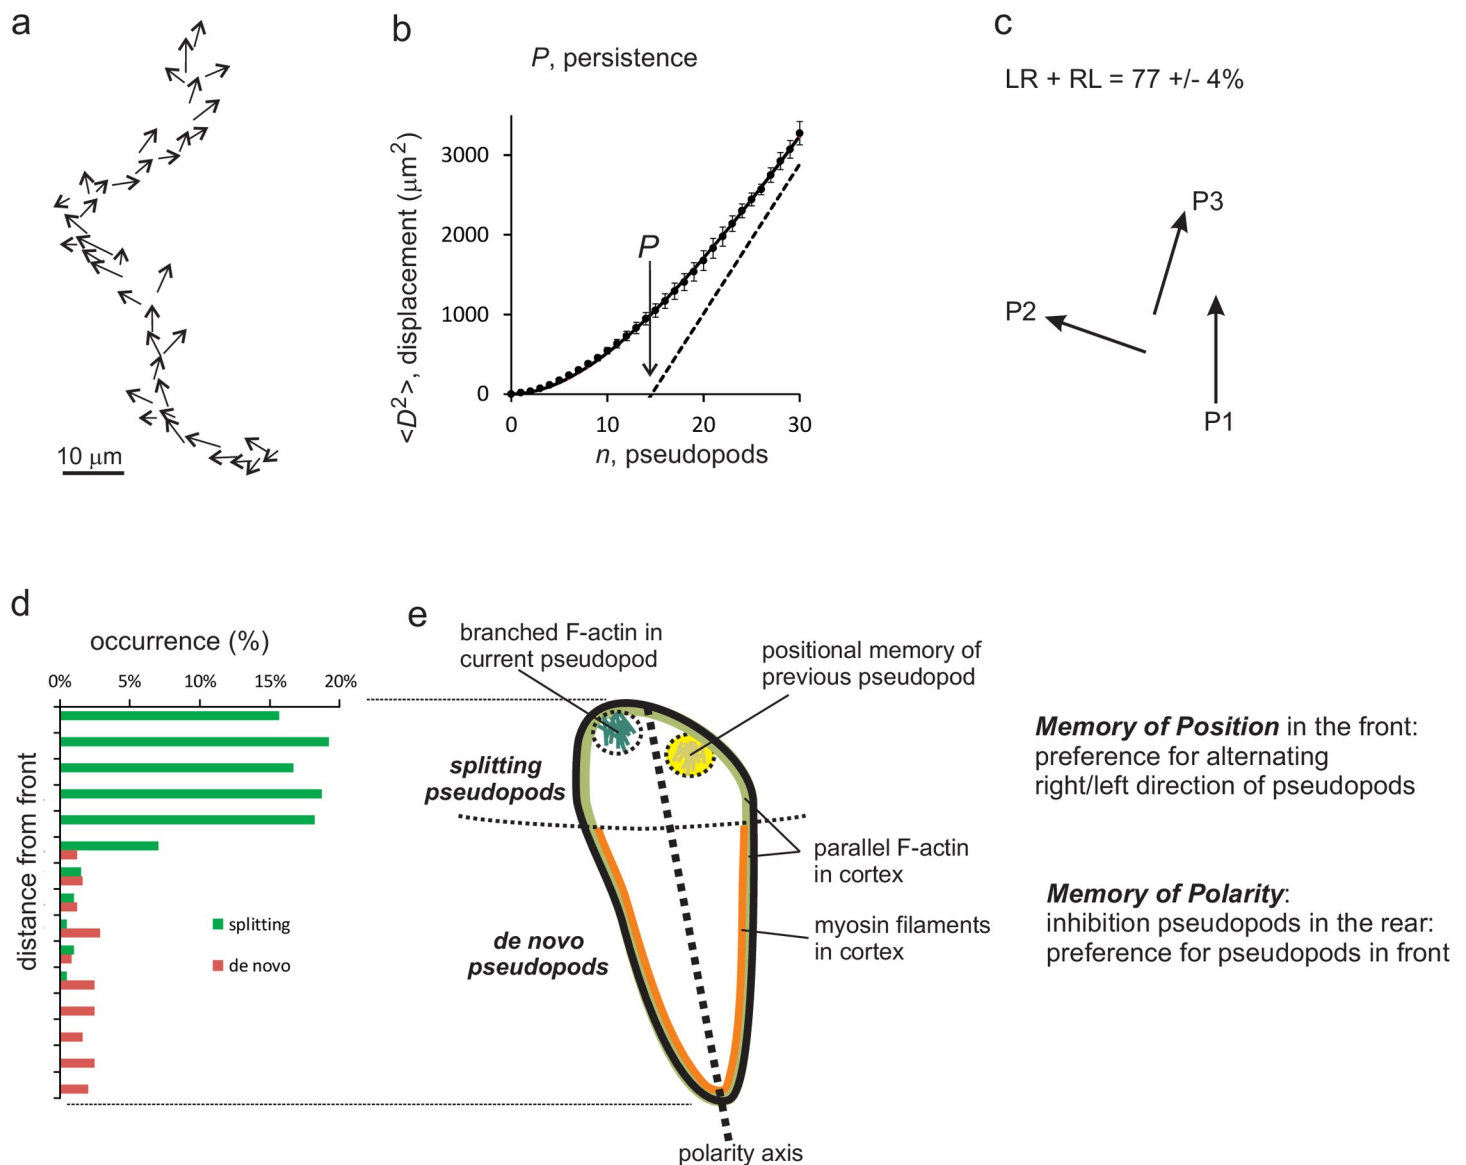 a
10 μm
b
P, persistence
<D²>, displacement (μm²)
3000
2000
1000
0
P
0 10 20 30
n, pseudopods
c
LR + RL = 77 +/- 4%
P3
P2
P1
d
occurrence (%)
0% 5% 10% 15% 20%
distance from front
splitting
de novo
e
branched F-actin in
current pseudopod
positional memory of
previous pseudopod
splitting
pseudopods
parallel F-actin
in cortex
de novo
pseudopods
myosin filaments
in cortex
polarity axis
Memory of Position in the front:
preference for alternating
right/left direction of pseudopods
Memory of Polarity:
inhibition pseudopods in the rear:
preference for pseudopods in front